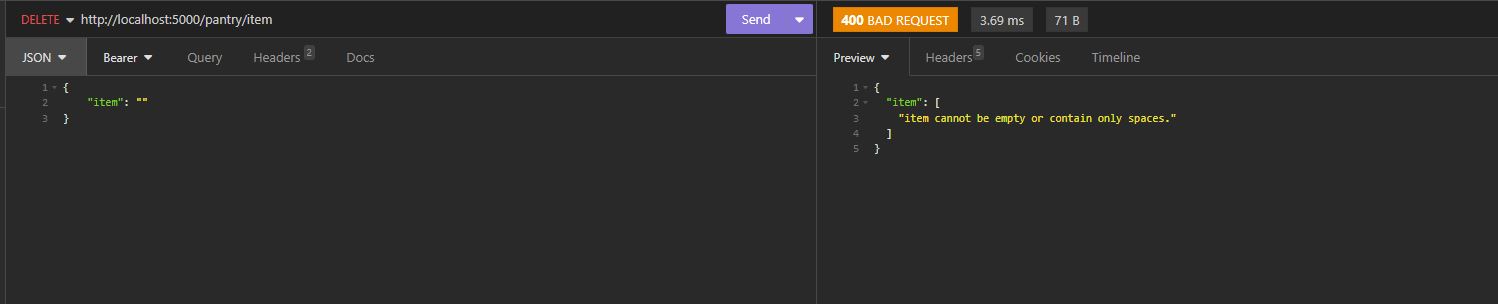 DELETE http://localhost:5000/pantry/item Send 400 BAD REQUEST 3.69 ms 71 B
JSON Bearer Query Headers 2 Docs Preview Headers 5 Cookies Timeline
1 {
2 "item": ""
3 }
1 {
2 "item": [
3 "item cannot be empty or contain only spaces."
4 ]
5 }